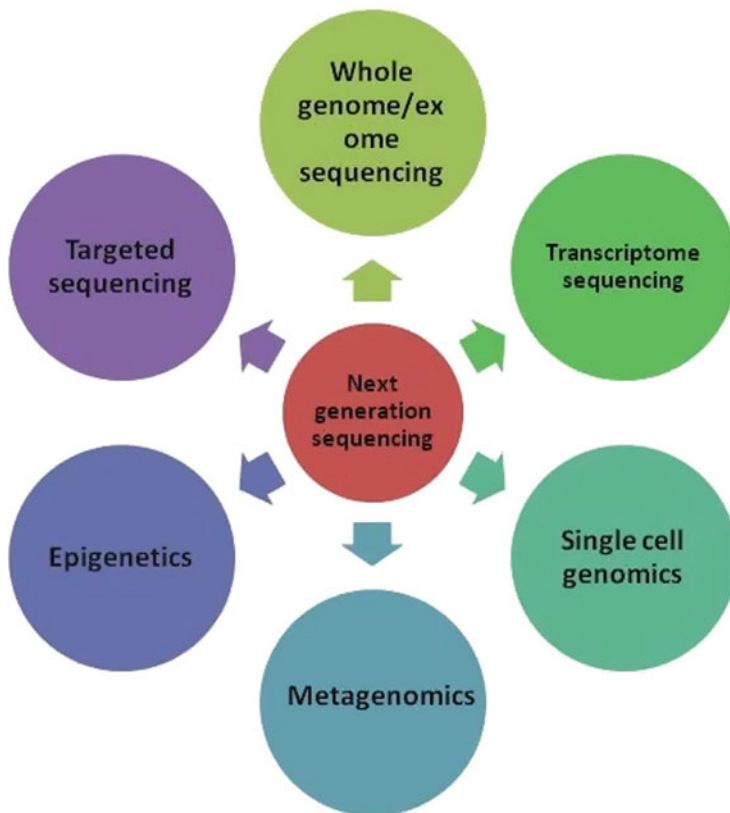 Whole
genome/ex
ome
sequencing
Targeted
sequencing
Transcriptome
sequencing
Next
generation
sequencing
Epigenetics
Single cell
genomics
Metagenomics